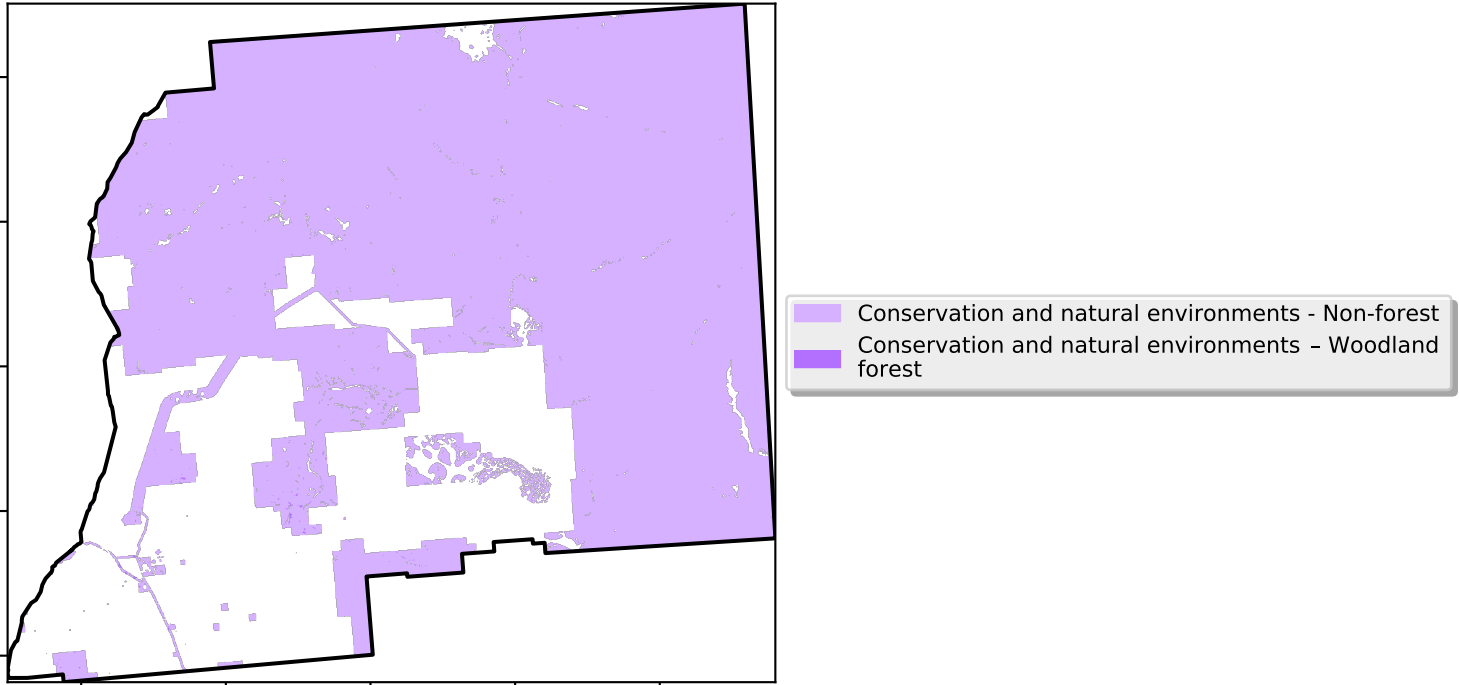 Conservation and natural environments - Non-forest
Conservation and natural environments – Woodland
forest